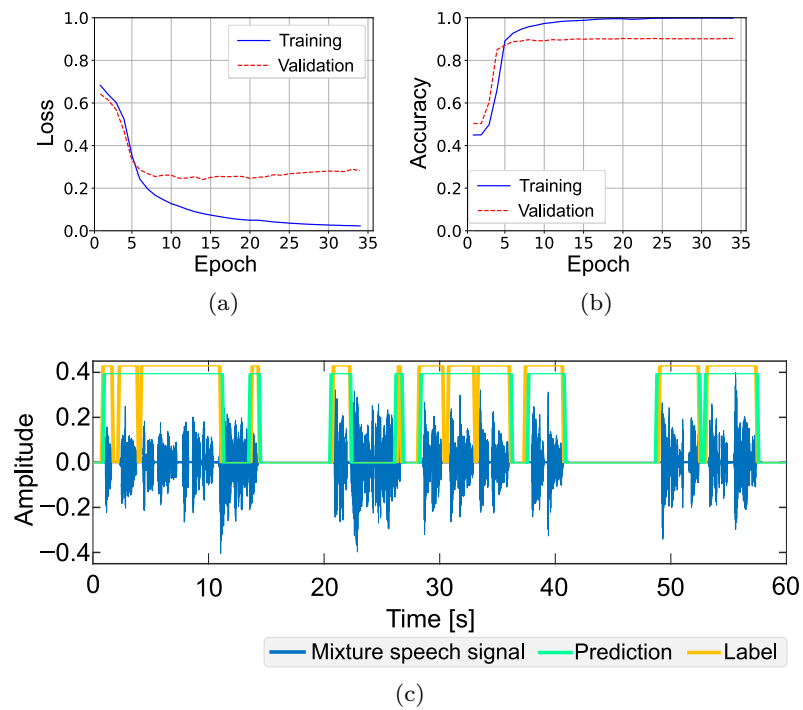 1.0
0.8
0.6
0.4
0.2
0.0
Loss
Training
Validation
0 5 10 15 20 25 30 35
Epoch
(a)
1.0
0.8
0.6
0.4
0.2
0.0
Accuracy
Training
Validation
0 5 10 15 20 25 30 35
Epoch
(b)
0.4
0.2
0.0
−0.2
−0.4
Amplitude
0 10 20 30 40 50 60
Time [s]
Mixture speech signal Prediction Label
(c)